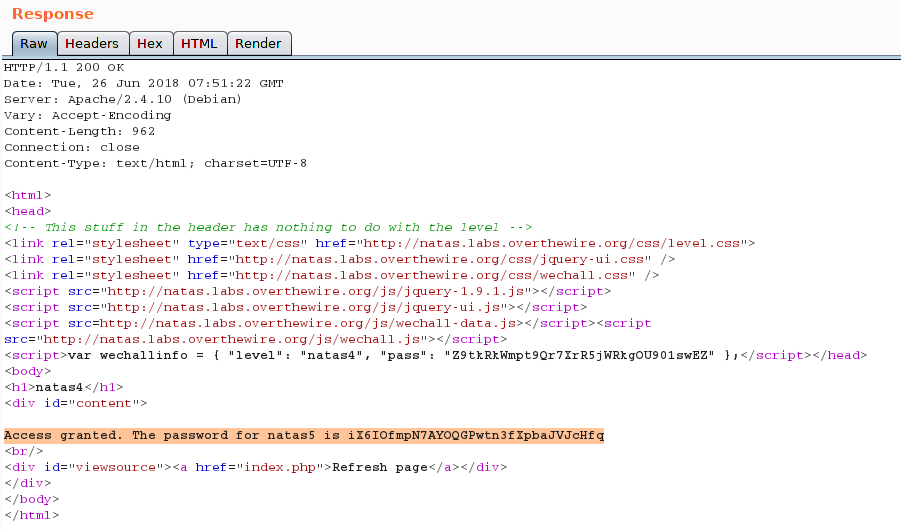 Response
Raw Headers Hex HTML Render
HTTP/1.1 200 OK
Date: Tue, 26 Jun 2018 07:51:22 GMT
Server: Apache/2.4.10 (Debian)
Vary: Accept-Encoding
Content-Length: 962
Connection: close
Content-Type: text/html; charset=UTF-8
<html>
<head>
<!-- This stuff in the header has nothing to do with the level -->
<link rel="stylesheet" type="text/css" href="http://natas.labs.overthewire.org/css/level.css">
<link rel="stylesheet" href="http://natas.labs.overthewire.org/css/jquery-ui.css" />
<link rel="stylesheet" href="http://natas.labs.overthewire.org/css/wechall.css" />
<script src="http://natas.labs.overthewire.org/js/jquery-1.9.1.js"></script>
<script src="http://natas.labs.overthewire.org/js/jquery-ui.js"></script>
<script src=http://natas.labs.overthewire.org/js/wechall-data.js></script><script
src="http://natas.labs.overthewire.org/js/wechall.js"></script>
<script>var wechallinfo = { "level": "natas4", "pass": "Z9tkRkWmpt9Qr7XrR5jWRkgOU901swEZ" };</script></head>
<body>
<h1>natas4</h1>
<div id="content">
Access granted. The password for natas5 is iX6IOfmpN7AYOQGPwtn3fXpbaJVJcHfq
<br/>
<div id="viewsource"><a href="index.php">Refresh page</a></div>
</div>
</body>
</html>